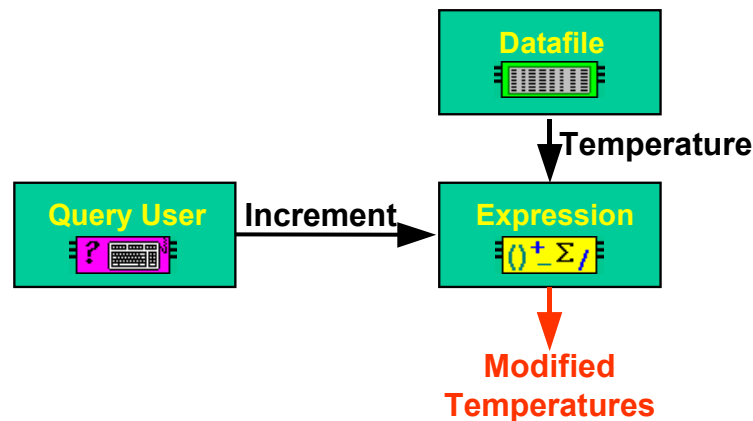 Datafile
Temperature
Query User
?
Increment
Expression
() + - Σ /
Modified
Temperatures